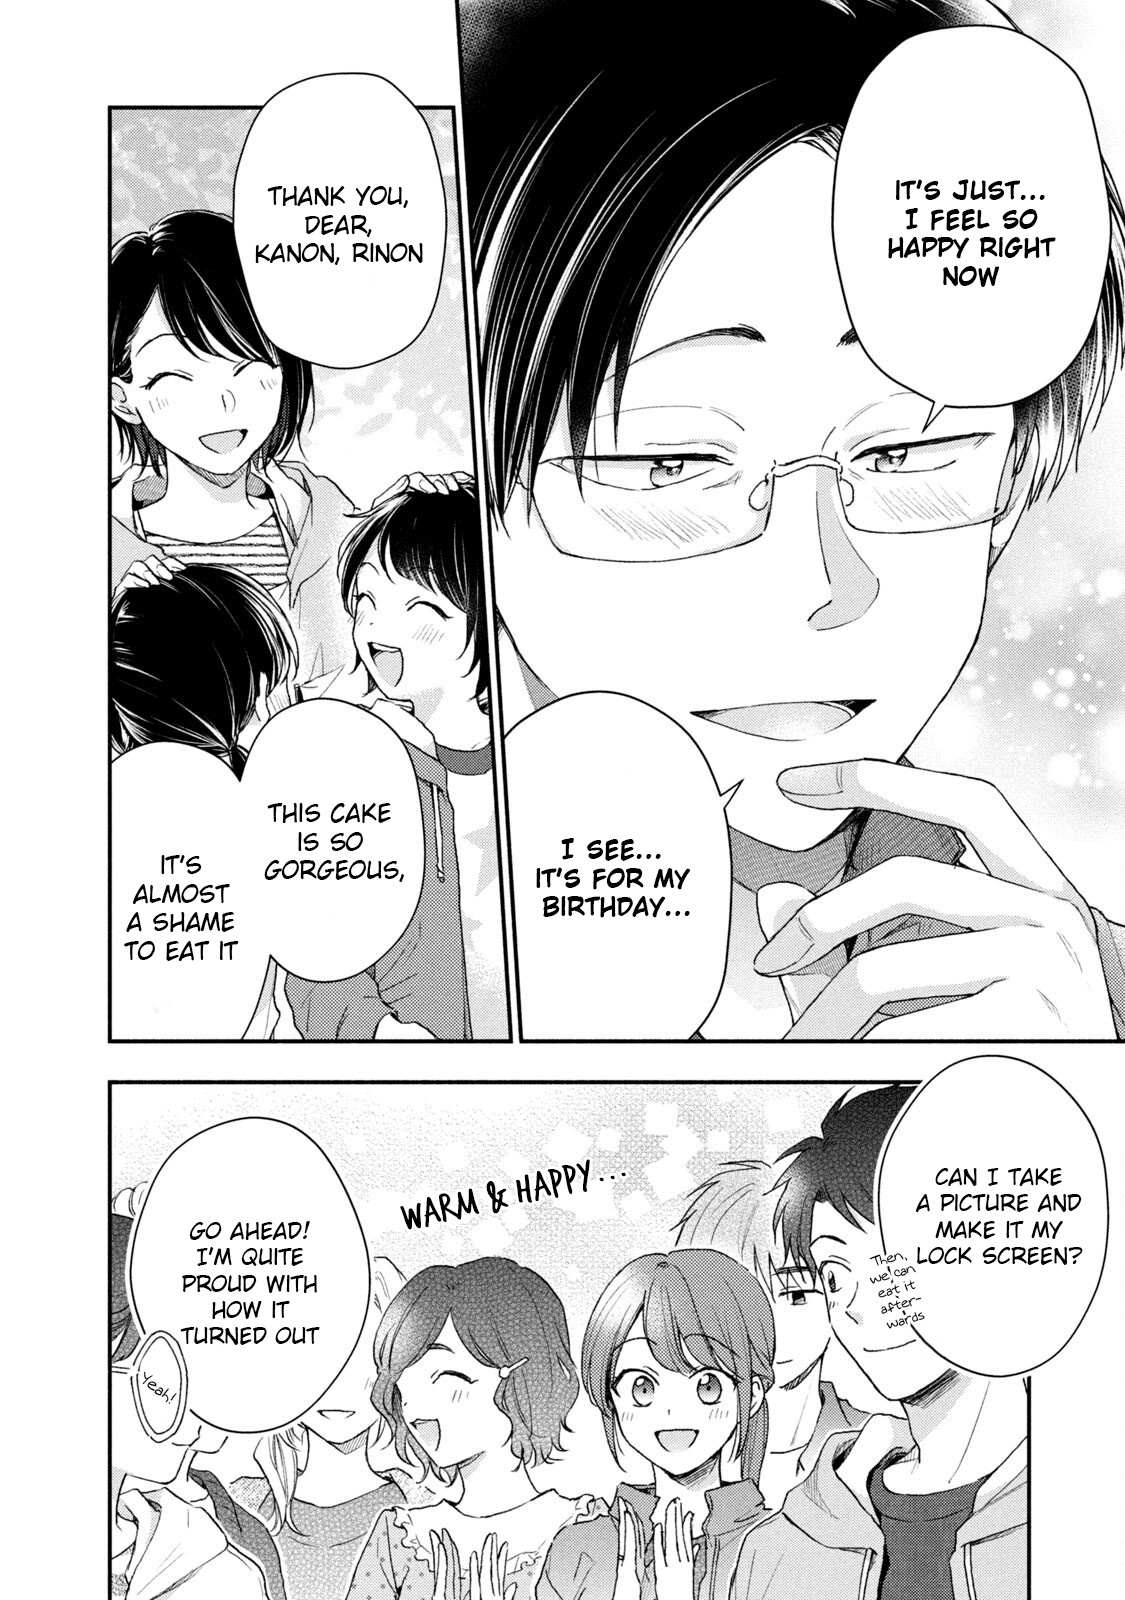 IT'S JUST...
I FEEL SO
HAPPY RIGHT
NOW
I SEE...
IT'S FOR MY
BIRTHDAY...
THANK YOU,
DEAR,
KANON, RINON
THIS CAKE
IS SO
GORGEOUS,
IT'S
ALMOST
A SHAME
TO EAT IT
CAN I TAKE
A PICTURE AND
MAKE IT MY
LOCK SCREEN?
Then,
we can
eat it
after-
wards
WARM & HAPPY...
GO AHEAD!
I'M QUITE
PROUD WITH
HOW IT
TURNED OUT
Yeah!